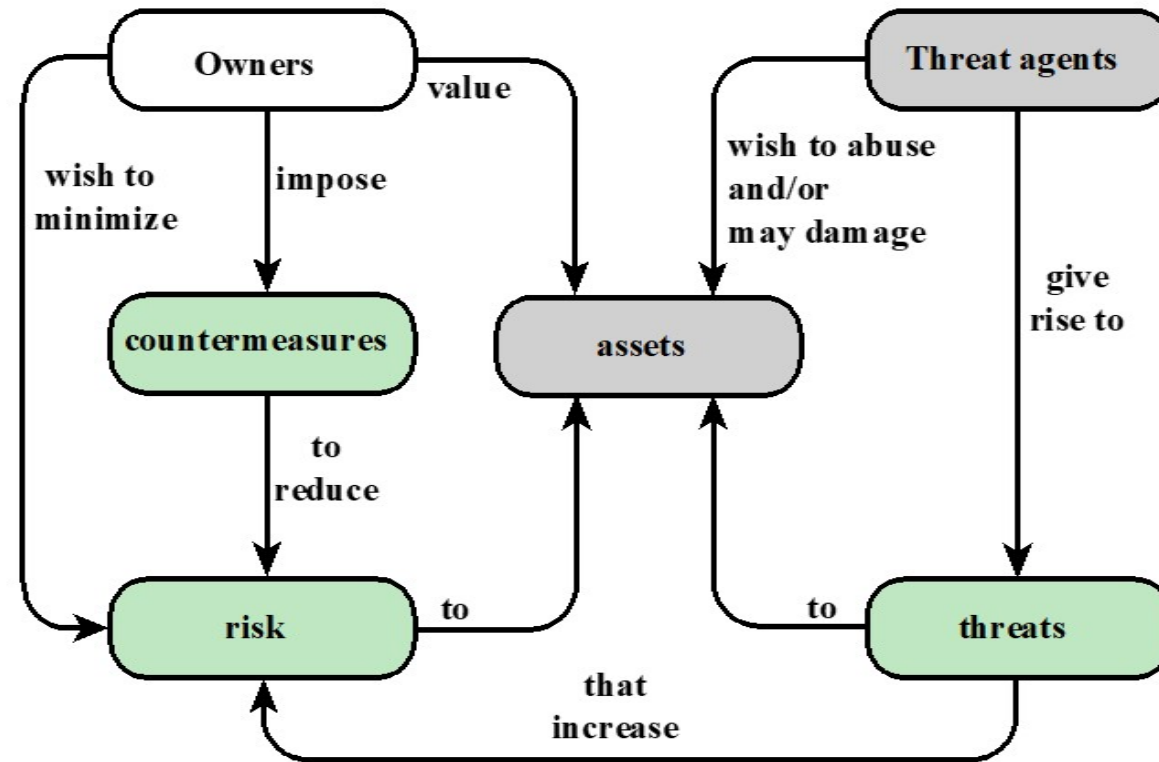 Owners
Threat agents
value
wish to
minimize
impose
wish to abuse
and/or
may damage
give
rise to
countermeasures
assets
to
reduce
risk
to
to
threats
that
increase